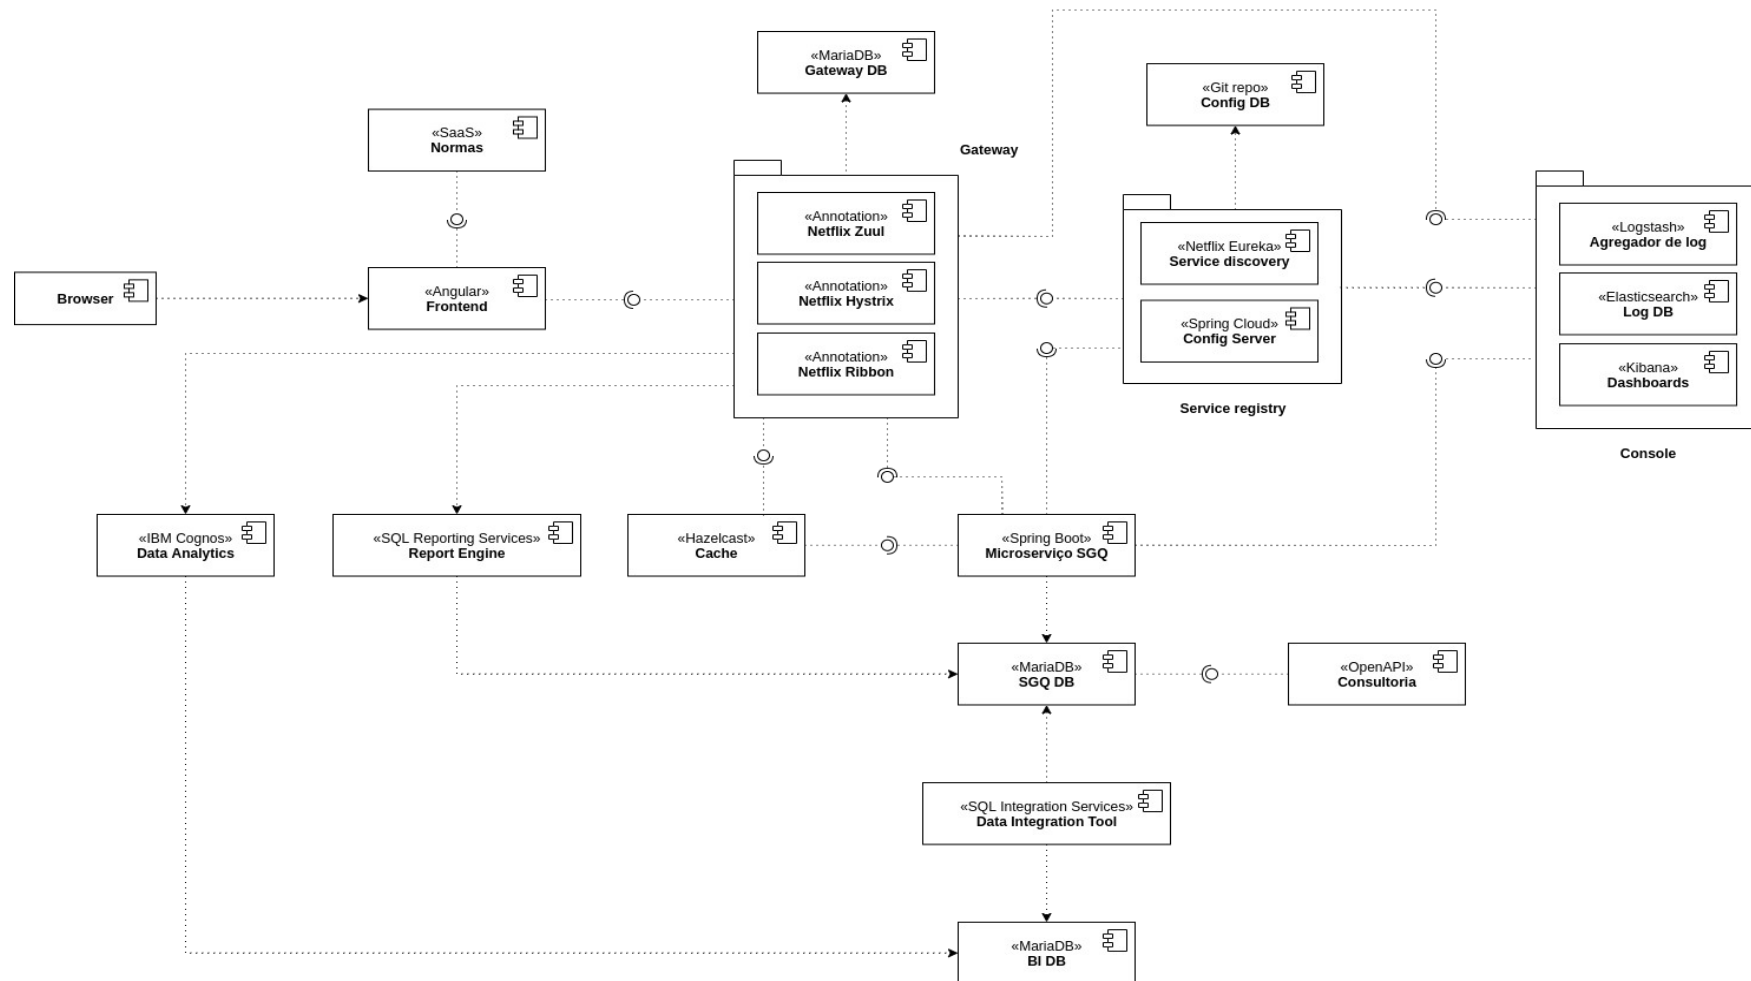 «MariaDB»
Gateway DB
«Git repo»
Config DB
«SaaS»
Normas
Gateway
«Annotation»
Netflix Zuul
«Annotation»
Netflix Hystrix
«Annotation»
Netflix Ribbon
«Netflix Eureka»
Service discovery
«Spring Cloud»
Config Server
Service registry
«Logstash»
Agregador de log
«Elasticsearch»
Log DB
«Kibana»
Dashboards
Console
Browser
«Angular»
Frontend
«IBM Cognos»
Data Analytics
«SQL Reporting Services»
Report Engine
«Hazelcast»
Cache
«Spring Boot»
Microserviço SGQ
«MariaDB»
SGQ DB
«OpenAPI»
Consultoria
«SQL Integration Services»
Data Integration Tool
«MariaDB»
BI DB